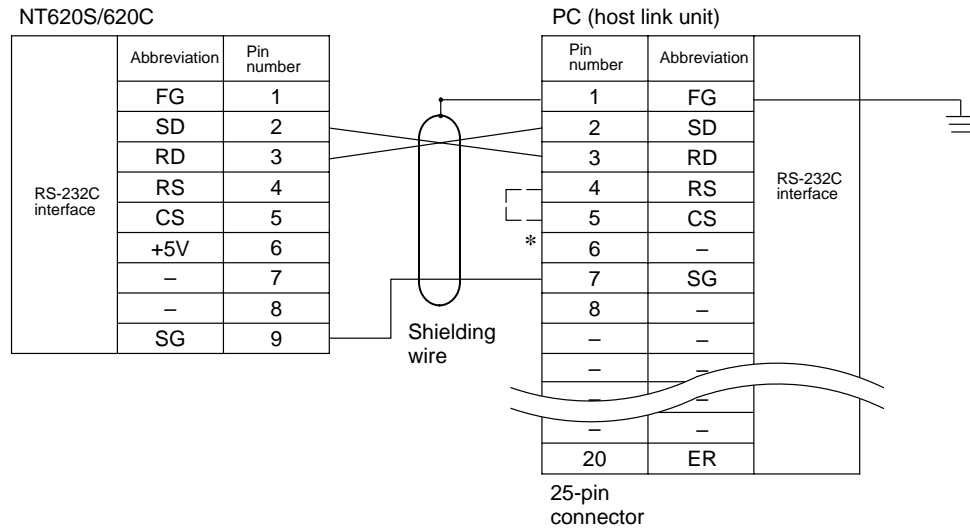 NT620S/620C
PC (host link unit)
Abbreviation Pin number
Pin number Abbreviation
FG 1 1 FG
SD 2 2 SD
RD 3 3 RD
RS 4 4 RS
CS 5 5 CS
+5V 6 * 6 –
– 7 7 SG
– 8 8 –
SG 9 – –
RS-232C
interface
RS-232C
interface
Shielding
wire
– –
– –
– –
20 ER
25-pin
connector